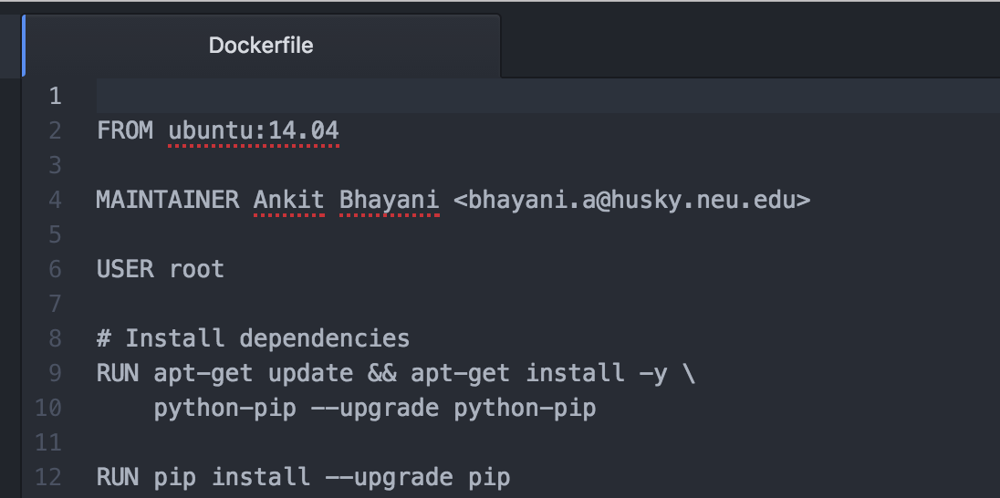 Dockerfile
1
2 FROM ubuntu:14.04
3
4 MAINTAINER Ankit Bhayani <bhayani.a@husky.neu.edu>
5
6 USER root
7
8 # Install dependencies
9 RUN apt-get update && apt-get install -y \
10     python-pip --upgrade python-pip
11
12 RUN pip install --upgrade pip